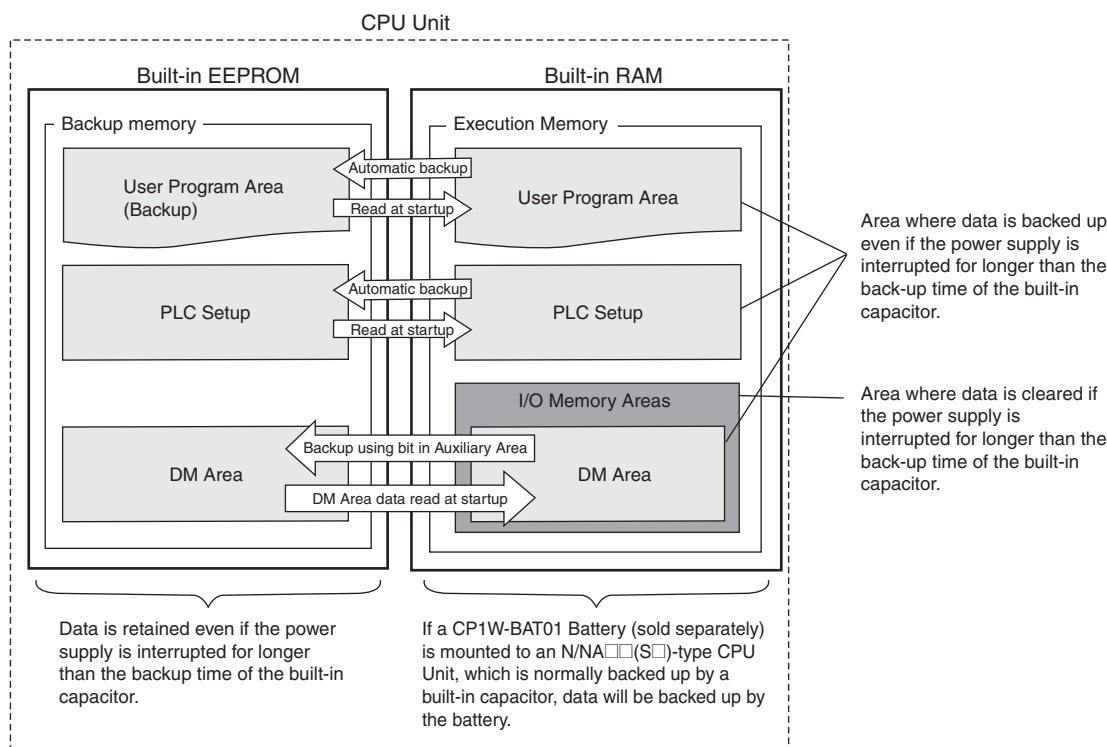 CPU Unit
Built-in EEPROM
Built-in RAM
Backup memory
Execution Memory
User Program Area
(Backup)
Automatic backup
Read at startup
User Program Area
PLC Setup
Automatic backup
Read at startup
PLC Setup
I/O Memory Areas
DM Area
Backup using bit in Auxiliary Area
DM Area data read at startup
DM Area
Area where data is backed up
even if the power supply is
interrupted for longer than the
back-up time of the built-in
capacitor.
Area where data is cleared if
the power supply is
interrupted for longer than the
back-up time of the built-in
capacitor.
Data is retained even if the power
supply is interrupted for longer
than the backup time of the built-in
capacitor.
If a CP1W-BAT01 Battery (sold separately)
is mounted to an N/NA□□(S□)-type CPU
Unit, which is normally backed up by a
built-in capacitor, data will be backed up by
the battery.